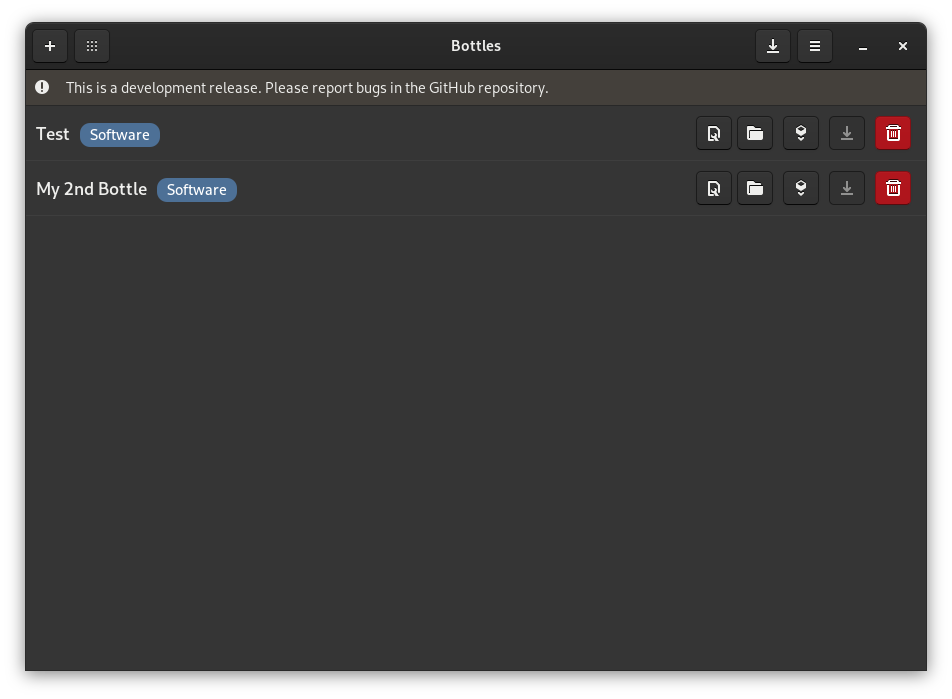 Bottles
This is a development release. Please report bugs in the GitHub repository.
Test Software
My 2nd Bottle Software